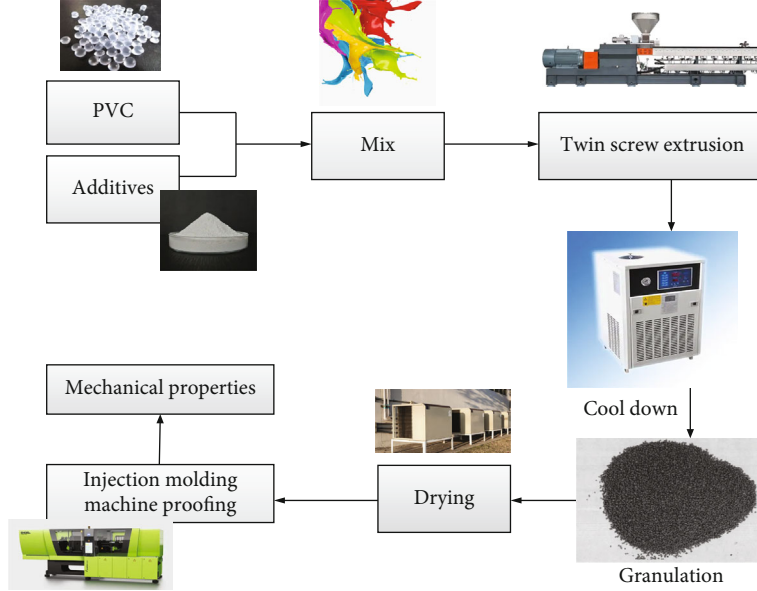 PVC
Additives
Mix
Twin screw extrusion
Cool down
Granulation
Drying
Injection molding
machine proofing
Mechanical properties